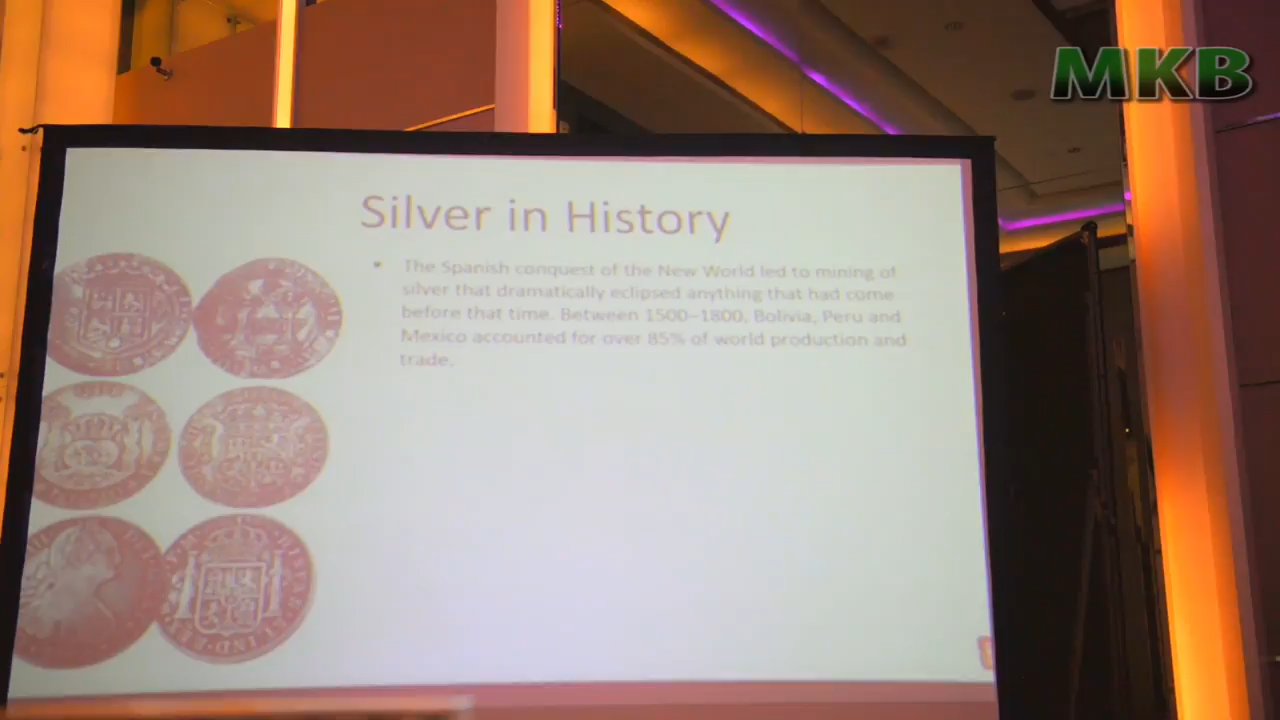 MKB
Silver in History
• The Spanish conquest of the New World led to mining of
silver that dramatically eclipsed anything that had come
before that time. Between 1500–1800, Bolivia, Peru and
Mexico accounted for over 85% of world production and
trade.